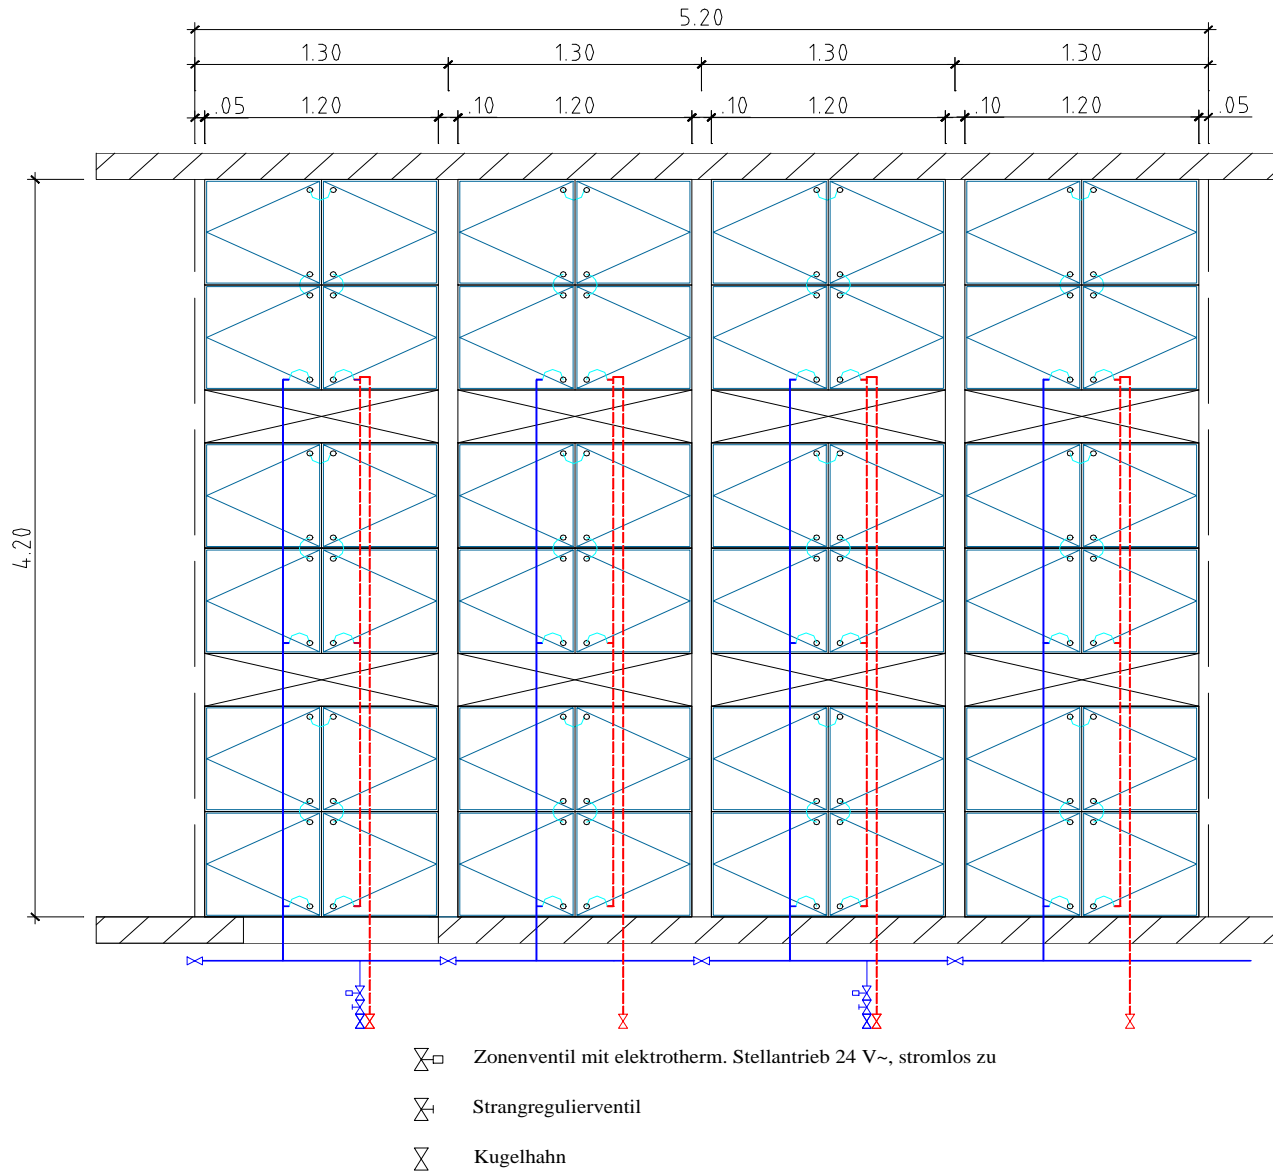 5.20
1.30 1.30 1.30 1.30
.05 1.20 .10 1.20 .10 1.20 .10 1.20 .05
4.20
Zonenventil mit elektrotherm. Stellantrieb 24 V~, stromlos zu
Strangregulierventil
Kugelhahn